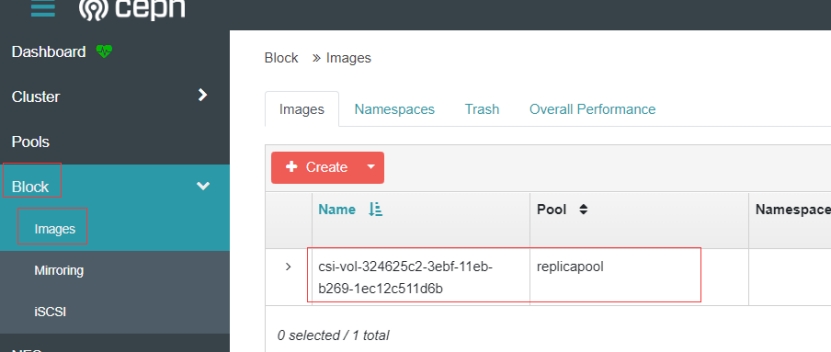 ceph
Dashboard
Cluster
Pools
Block
Images
Mirroring
iSCSI
NFS
Block » Images
Images Namespaces Trash Overall Performance
+ Create
Name Pool Namespace
csi-vol-324625c2-3ebf-11eb-
b269-1ec12c511d6b
replicapool
0 selected / 1 total